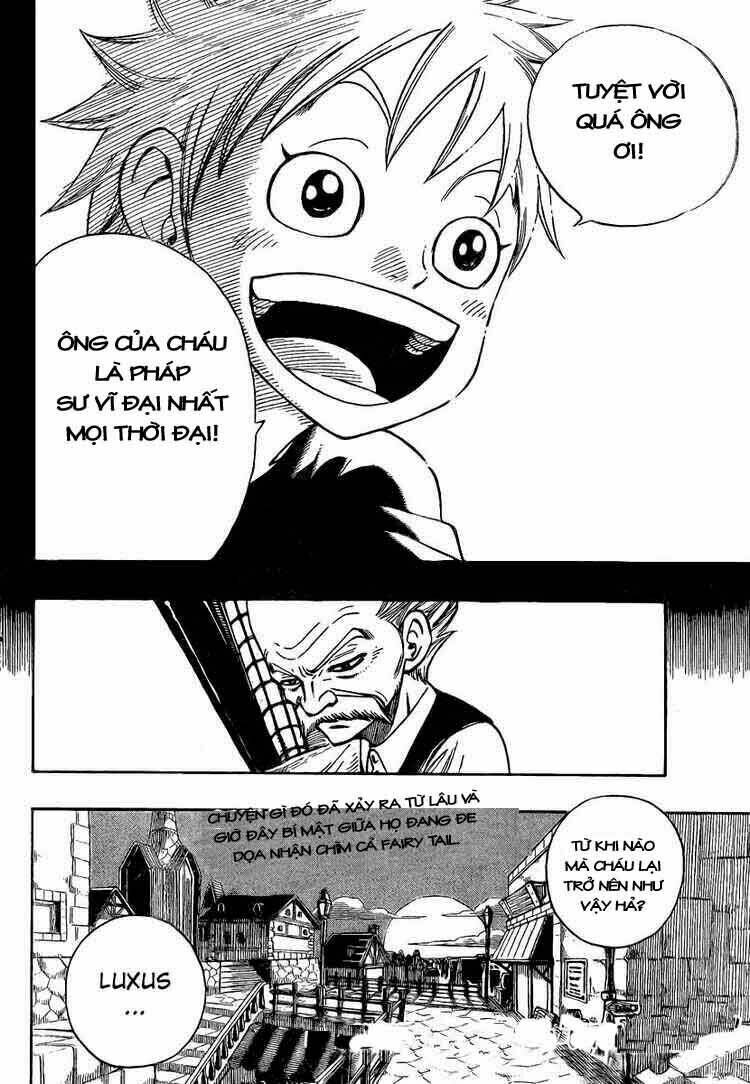 TUYỆT VỜI
QUÁ ÔNG
ƠI!
ÔNG CỦA CHÁU
LÀ PHÁP
SƯ VĨ ĐẠI NHẤT
MỌI THỜI ĐẠI!
CHUYỆN GÌ ĐÓ ĐÃ XẢY RA TỪ LÂU VÀ
GIỜ ĐÂY BÍ MẬT GIỮA HỌ ĐANG ĐE
DỌA NHẬN CHÌM CẢ FAIRY TAIL
TỪ KHI NÀO
MÀ CHÁU LẠI
TRỞ NÊN NHƯ
VẬY HẢ?
LUXUS
...